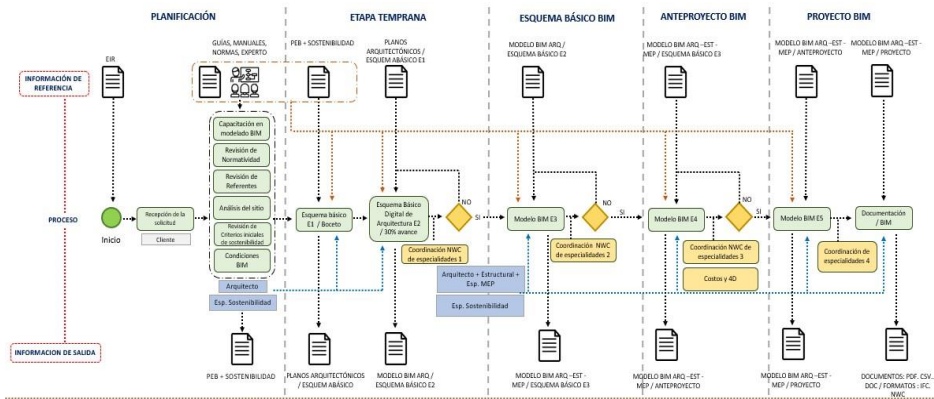 PLANIFICACIÓN
ETAPA TEMPRANA
ESQUEMA BÁSICO BIM
ANTEPROYECTO BIM
PROYECTO BIM
INFORMACIÓN DE
REFERENCIA
EIR
GUÍAS, MANUALES,
NORMAS, EXPERTO
PEB + SOSTENIBILIDAD
PLANOS
ARQUITECTÓNICOS /
ESQUEM ABÁSICO E1
MODELO BIM ARQ/
ESQUEMA BÁSICO E2
MODELO BIM ARQ –EST -
MEP / ESQUEMA BÁSICO E3
MODELO BIM ARQ –EST -
MEP / ANTEPROYECTO
MODELO BIM ARQ –EST -
MEP / PROYECTO
PROCESO
Inicio
Recepción de la
solicitud
Cliente
Capacitación en
modelado BIM
Revisión de
Normatividad
Revisión de
Referentes
Análisis del sitio
Revisión de
Criterios iniciales
de sostenibilidad
Condiciones
BIM
Arquitecto
Esp. Sostenibilidad
Esquema básico
E1 / Boceto
Esquema Básico
Digital de
Arquitectura E2
/ 30% avance
NO
SI
Coordinación NWC
de especialidades 1
Modelo BIM E3
NO
SI
Coordinación NWC
de especialidades 2
Arquitecto + Estructural +
Esp. MEP
Esp. Sostenibilidad
Modelo BIM E4
NO
SI
Coordinación NWC
de especialidades 3
Costos y 4D
Modelo BIM E5
Coordinación de
especialidades 4
Documentación
/ BIM
INFORMACION DE SALIDA
PEB + SOSTENIBILIDAD
PLANOS ARQUITECTÓNICOS
/ ESQUEM ABÁSICO
MODELO BIM ARQ /
ESQUEMA BÁSICO E2
MODELO BIM ARQ –EST -
MEP / ESQUEMA BÁSICO E3
MODELO BIM ARQ –EST -
MEP / ANTEPROYECTO
MODELO BIM ARQ –EST -
MEP / PROYECTO
DOCUMENTOS: PDF. CSV..
DOC / FORMATOS : IFC.
NWC